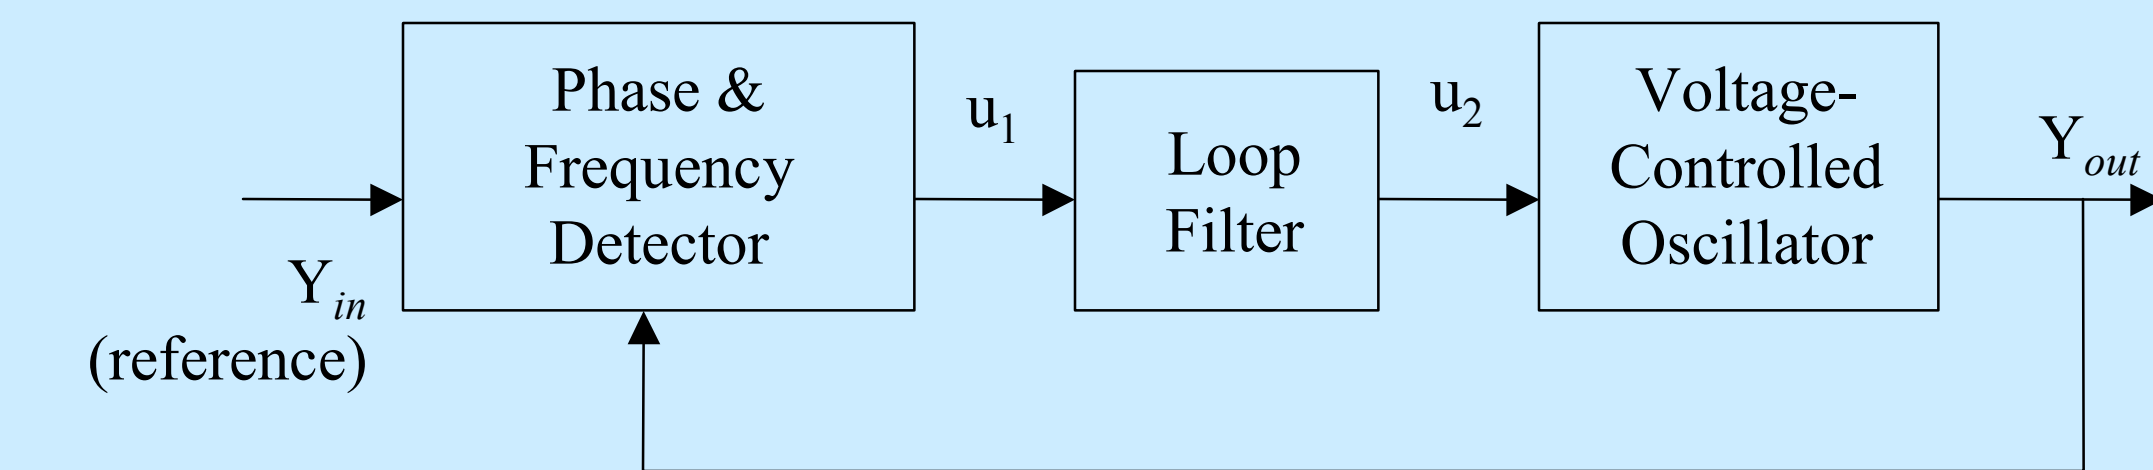 Phase &
Frequency
Detector
u1
Loop
Filter
u2
Voltage-
Controlled
Oscillator
Yout
Yin
(reference)